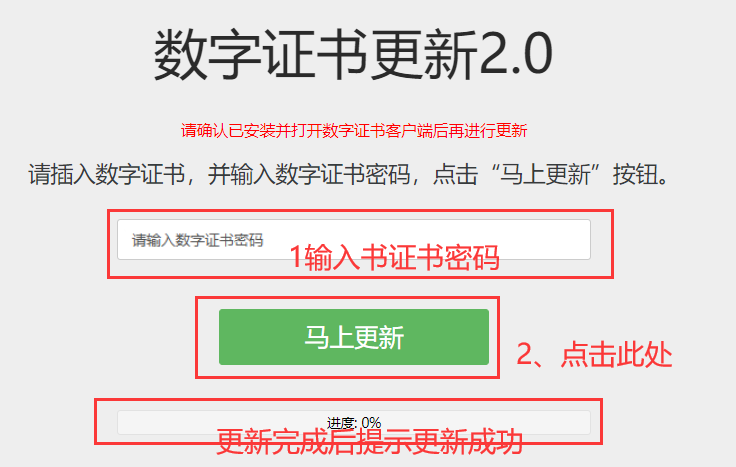 数字证书更新2.0
请确认已安装并打开数字证书客户端后再进行更新
请插入数字证书，并输入数字证书密码，点击“马上更新”按钮。
请输入数字证书密码
1输入书证书密码
马上更新
2、点击此处
进度: 0%
更新完成后提示更新成功